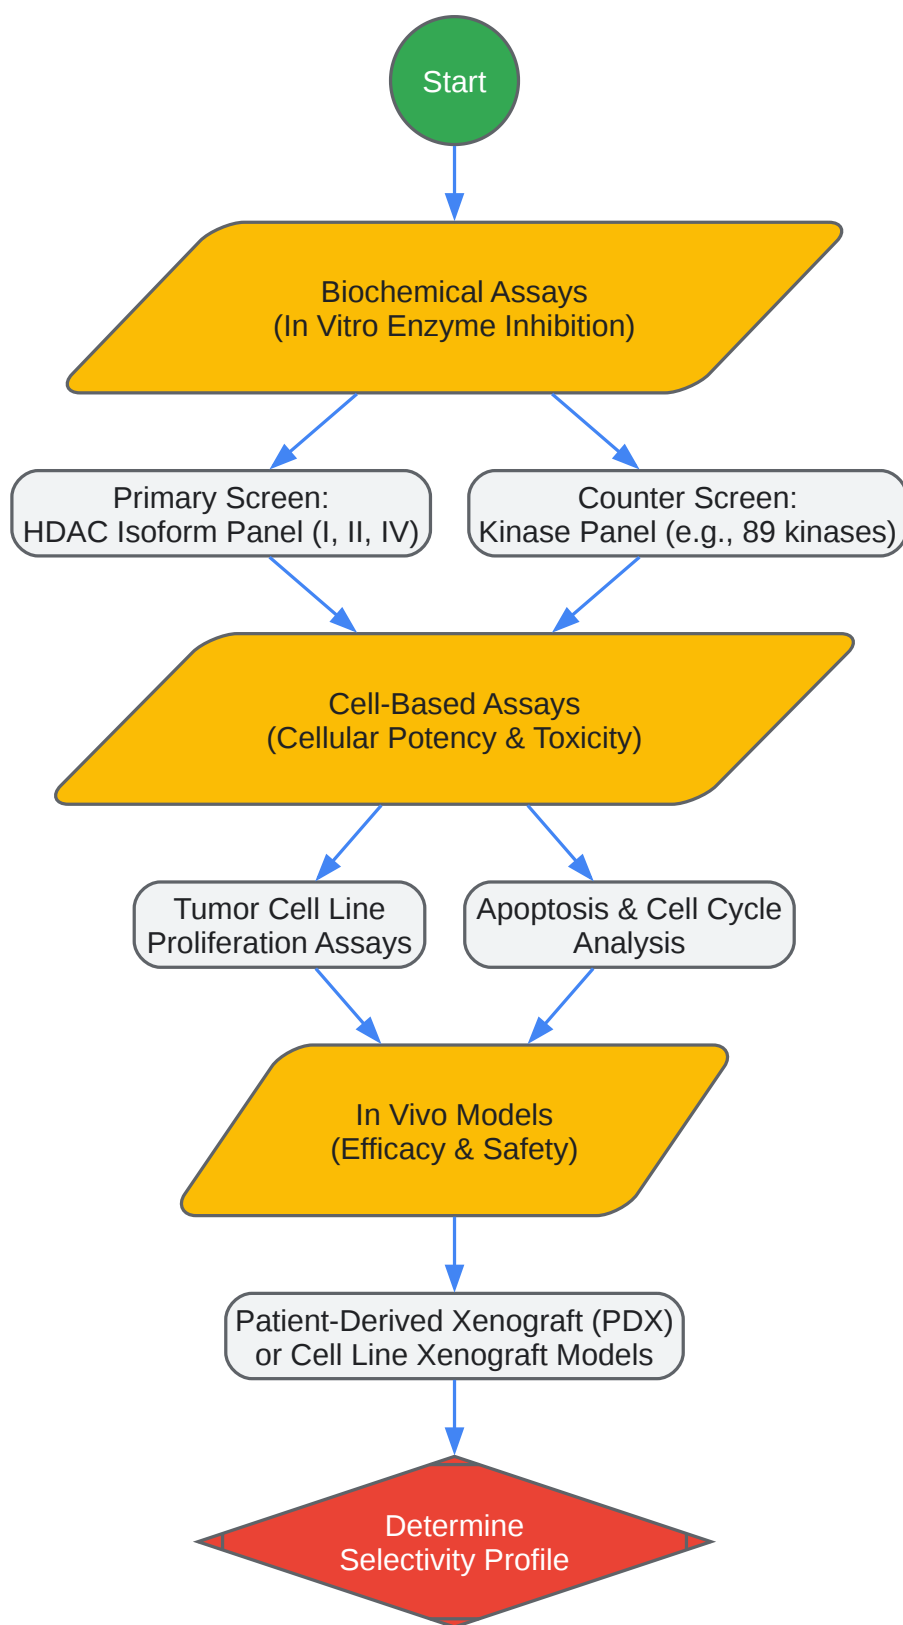 Start
Biochemical Assays
(In Vitro Enzyme Inhibition)
Primary Screen:
HDAC Isoform Panel (I, II, IV)
Counter Screen:
Kinase Panel (e.g., 89 kinases)
Cell-Based Assays
(Cellular Potency & Toxicity)
Tumor Cell Line
Proliferation Assays
Apoptosis & Cell Cycle
Analysis
In Vivo Models
(Efficacy & Safety)
Patient-Derived Xenograft (PDX)
or Cell Line Xenograft Models
Determine
Selectivity Profile